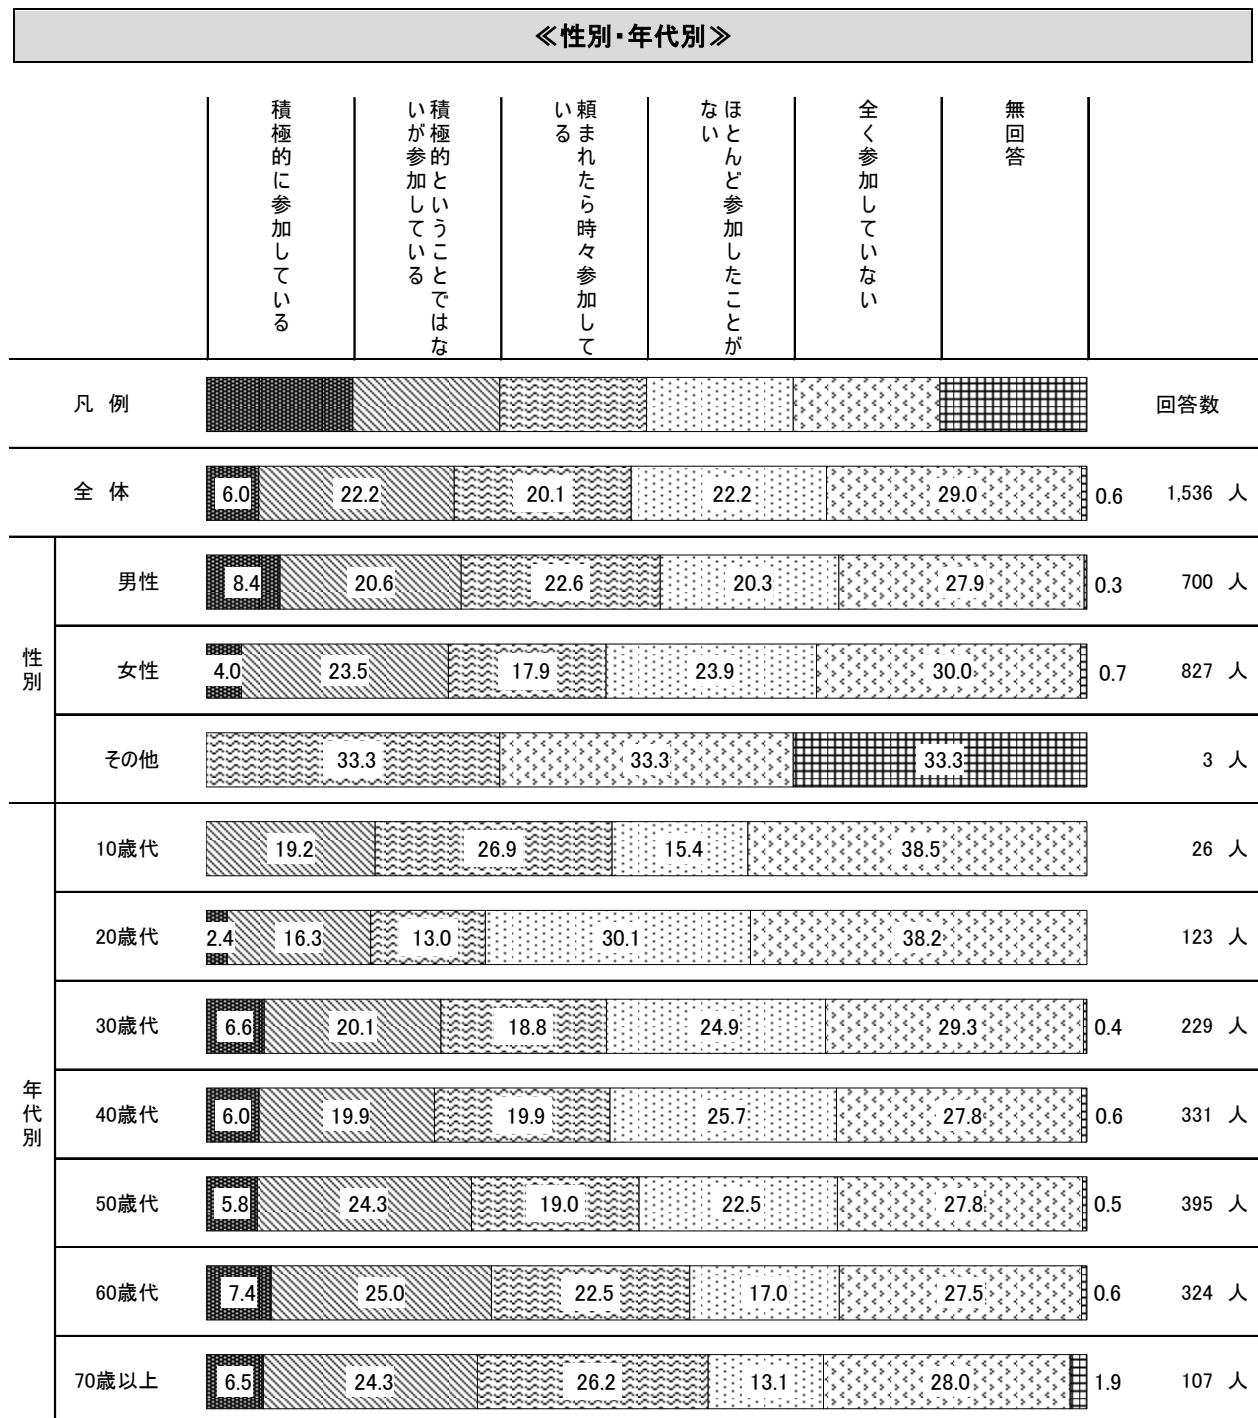 ≪性別・年代別≫
積極的に参加している
積極的ということではな
いが参加している
頼まれたら時々参加して
いる
ほとんど参加したことが
ない
全く参加していない
無回答
凡 例
回答数
全 体 6.0 22.2 20.1 22.2 29.0 0.6 1,536 人
性別
男性 8.4 20.6 22.6 20.3 27.9 0.3 700 人
女性 4.0 23.5 17.9 23.9 30.0 0.7 827 人
その他 33.3 33.3 33.3 3 人
年代別
10歳代 19.2 26.9 15.4 38.5 26 人
20歳代 2.4 16.3 13.0 30.1 38.2 123 人
30歳代 6.6 20.1 18.8 24.9 29.3 0.4 229 人
40歳代 6.0 19.9 19.9 25.7 27.8 0.6 331 人
50歳代 5.8 24.3 19.0 22.5 27.8 0.5 395 人
60歳代 7.4 25.0 22.5 17.0 27.5 0.6 324 人
70歳以上 6.5 24.3 26.2 13.1 28.0 1.9 107 人